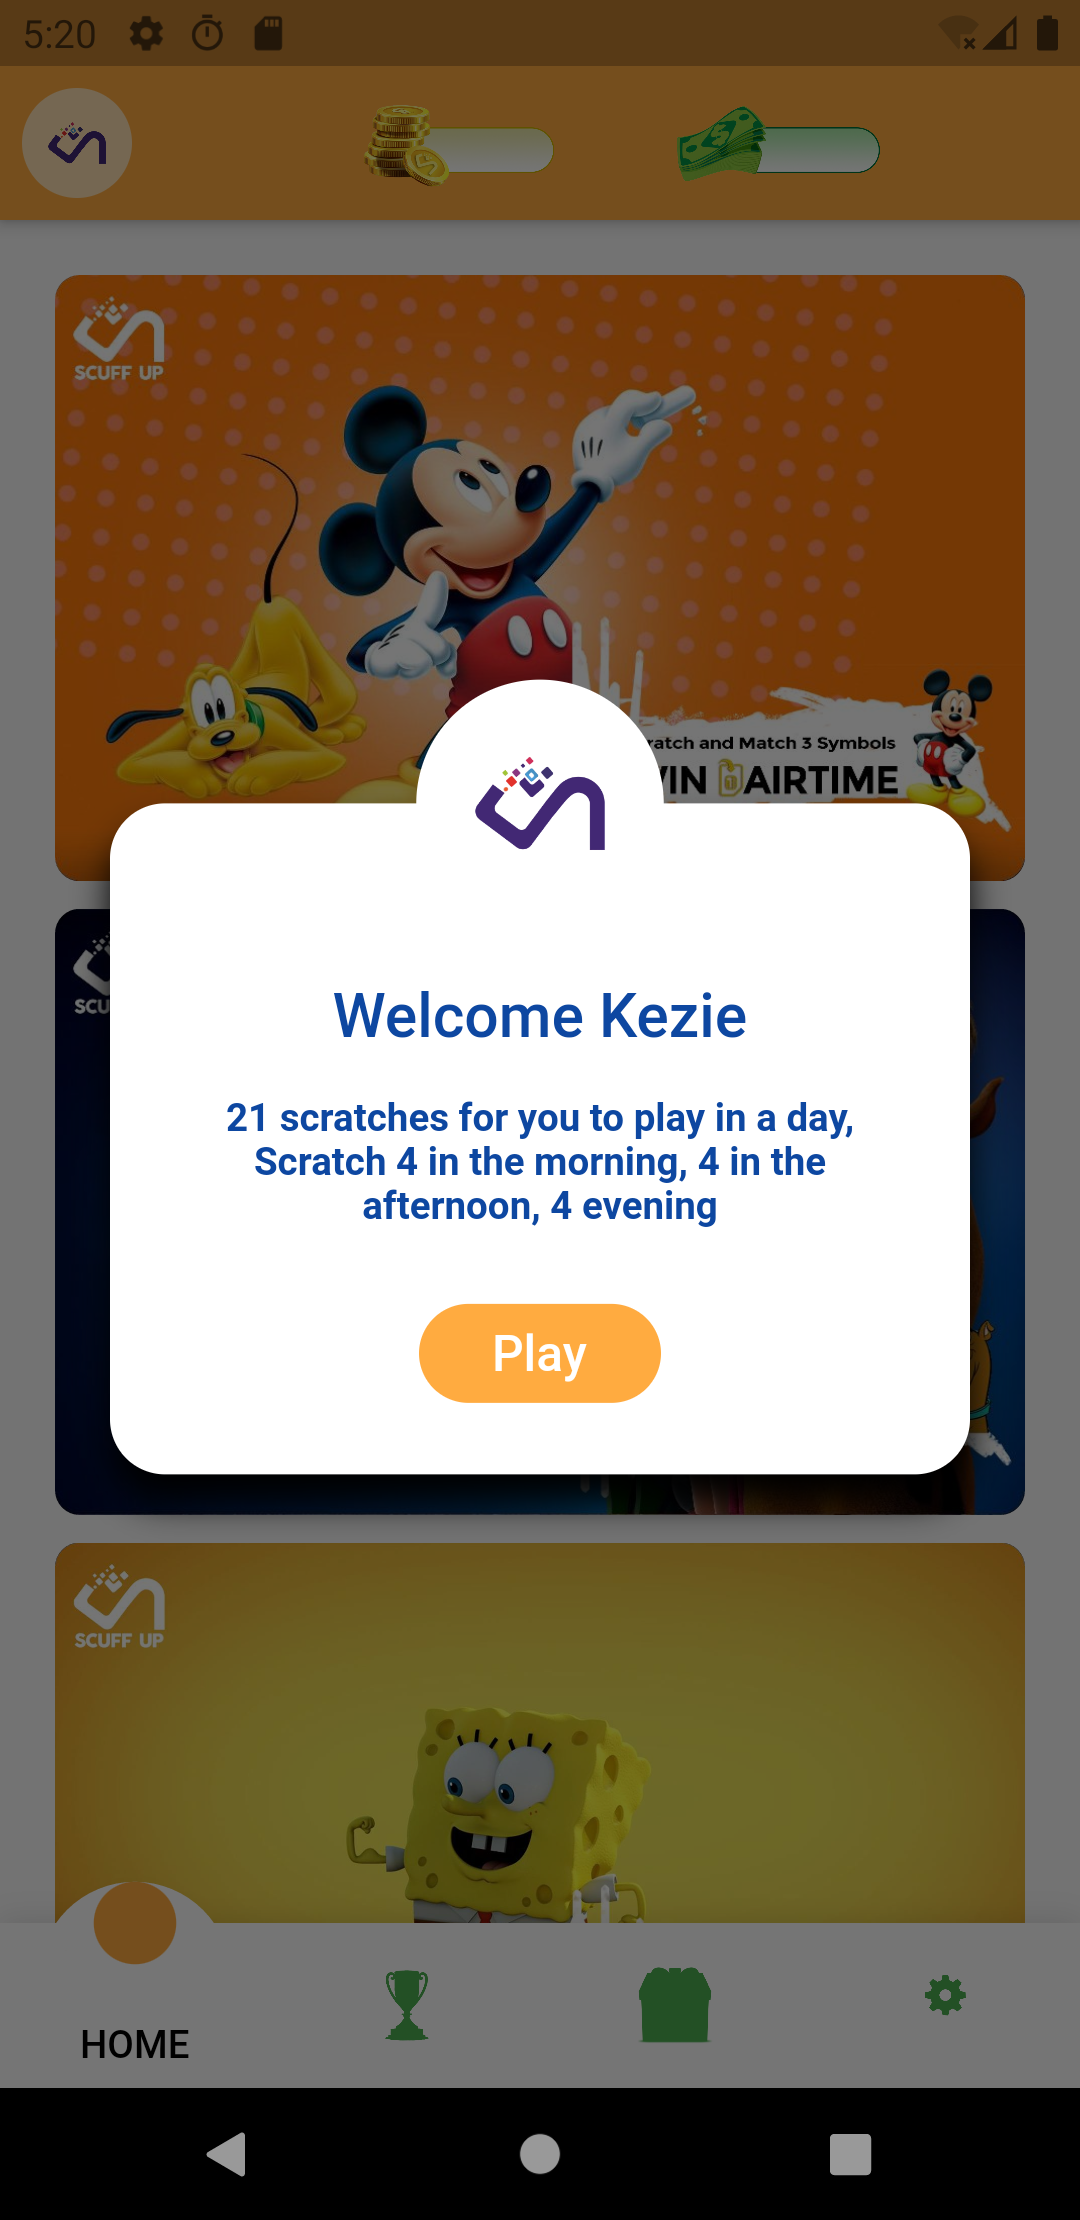 5:20
SCUFF UP
ratch and Match 3 Symbols
IN AIRTIME
SCU
Welcome Kezie
21 scratches for you to play in a day,
Scratch 4 in the morning, 4 in the
afternoon, 4 evening
Play
SCUFF UP
HOME